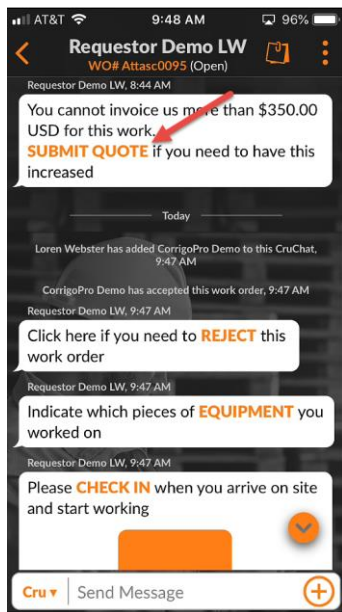 AT&T 9:48 AM 96%
Requestor Demo LW
WO# Attasc0095 (Open)
Requestor Demo LW, 8:44 AM
You cannot invoice us more than $350.00
USD for this work.
SUBMIT QUOTE if you need to have this
increased
Today
Loren Webster has added CorrigoPro Demo to this CruChat,
9:47 AM
CorrigoPro Demo has accepted this work order, 9:47 AM
Requestor Demo LW, 9:47 AM
Click here if you need to REJECT this
work order
Requestor Demo LW, 9:47 AM
Indicate which pieces of EQUIPMENT you
worked on
Requestor Demo LW, 9:47 AM
Please CHECK IN when you arrive on site
and start working
Cru Send Message